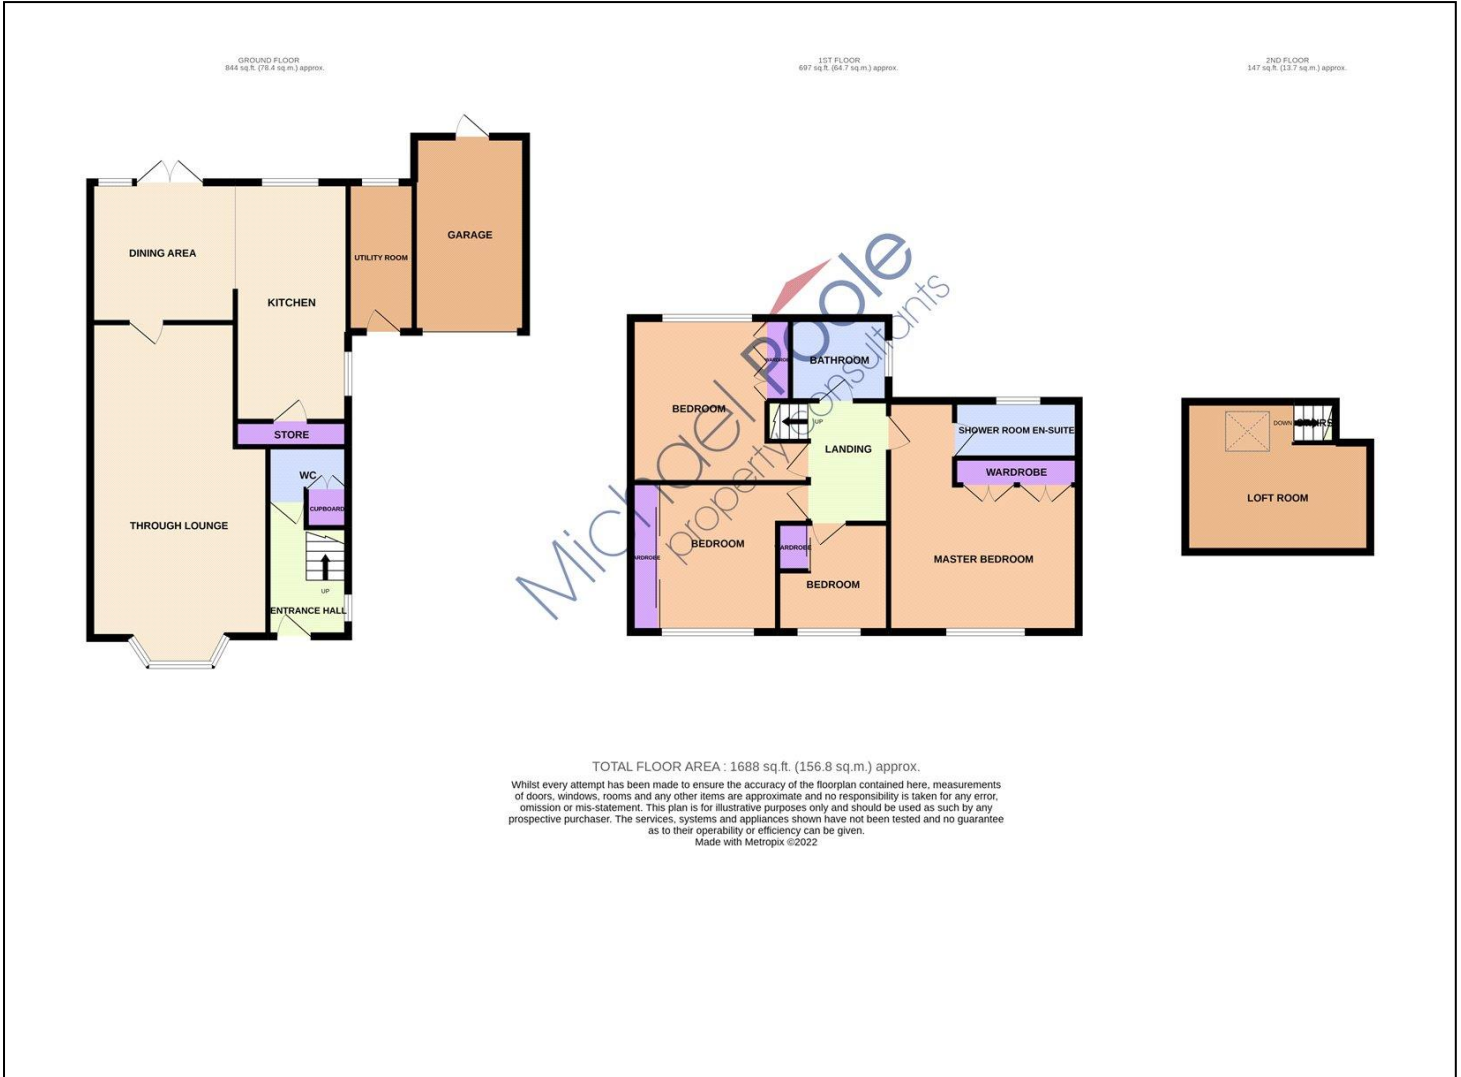 GROUND FLOOR
844 sq.ft. (78.4 sq.m.) approx.
1ST FLOOR
697 sq.ft. (64.7 sq.m.) approx.
2ND FLOOR
147 sq.ft. (13.7 sq.m.) approx.
GARAGE
DINING AREA
UTILITY ROOM
KITCHEN
STORE
WC
CUPBOARD
THROUGH LOUNGE
UP
ENTRANCE HALL
Michael Poole
property consultants
BATHROOM
BEDROOM
UP
LANDING
SHOWER ROOM EN-SUITE
WARDROBE
BEDROOM
MASTER BEDROOM
BEDROOM
DOWN
LOFT ROOM
TOTAL FLOOR AREA : 1688 sq.ft. (156.8 sq.m.) approx.
Whilst every attempt has been made to ensure the accuracy of the floorplan contained here, measurements
of doors, windows, rooms and any other items are approximate and no responsibility is taken for any error,
omission or mis-statement. This plan is for illustrative purposes only and should be used as such by any
prospective purchaser. The services, systems and appliances shown have not been tested and no guarantee
as to their operability or efficiency can be given.
Made with Metropix ©2022